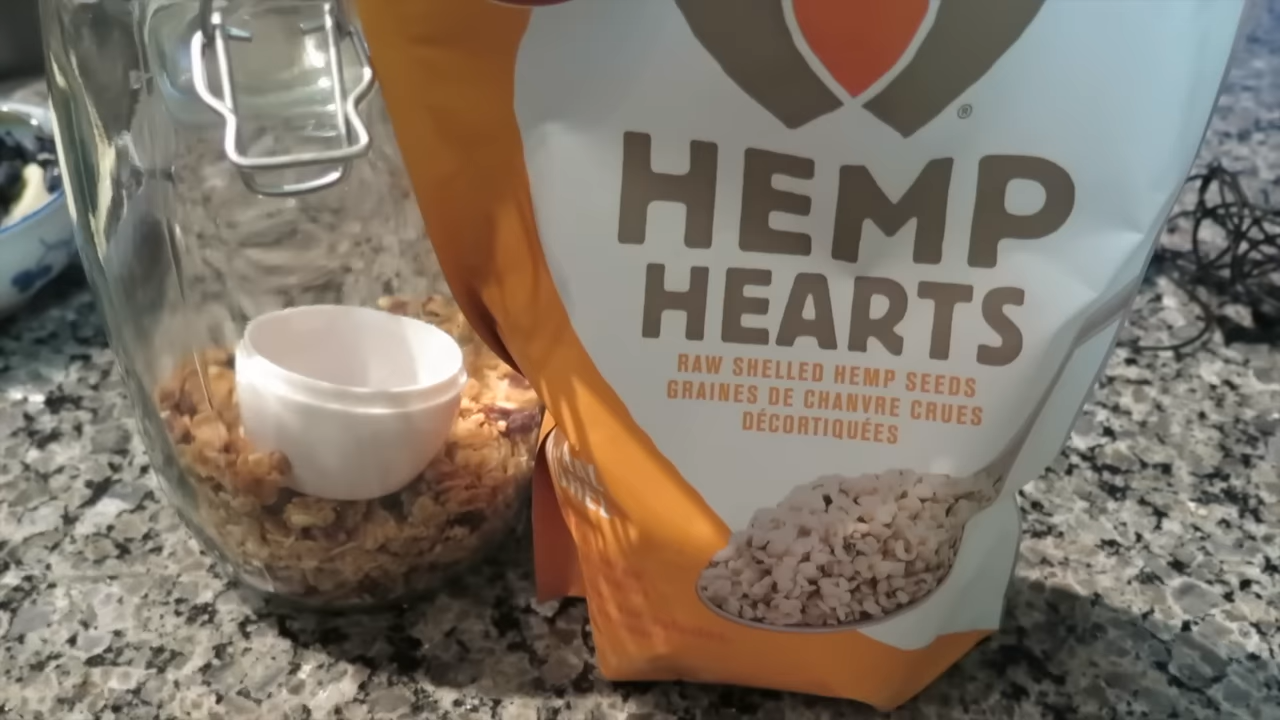 ®
HEMP
HEARTS
RAW SHELLED HEMP SEEDS
GRAINES DE CHANVRE CRUES
DÉCORTIQUÉES